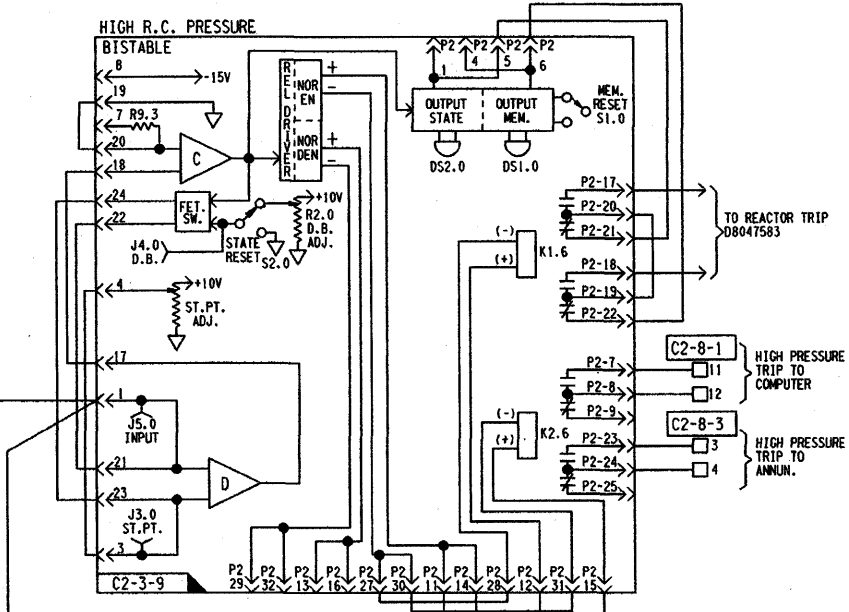 HIGH R.C. PRESSURE
BISTABLE
8
-15V
19
7 R9.3
20
18
C
24
22
FET.
SW.
J4.0
D.B.
STATE
RESET
S2.0
+10V
R2.0
D.B.
ADJ.
REL DRIVER
NOR
EN
NOR
DEN
+
-
+
-
P2 P2 P2 P2
1 4 5 6
OUTPUT
STATE
OUTPUT
MEM.
MEM.
RESET
S1.0
DS2.0
DS1.0
P2-17
P2-20
P2-21
P2-18
P2-19
P2-22
TO REACTOR TRIP
D8047583
(-)
(+)
K1.6
4
+10V
ST.PT.
ADJ.
17
1
J5.0
INPUT
21
23
D
J3.0
ST.PT.
3
C2-3-9
P2-7
P2-8
P2-9
C2-8-1
11
12
HIGH PRESSURE
TRIP TO
COMPUTER
(-)
(+)
K2.6
P2-23
P2-24
P2-25
C2-8-3
3
4
HIGH PRESSURE
TRIP TO
ANNUN.
P2 P2 P2 P2 P2 P2 P2 P2 P2 P2 P2 P2
29 32 13 16 27 30 11 14 28 12 31 15